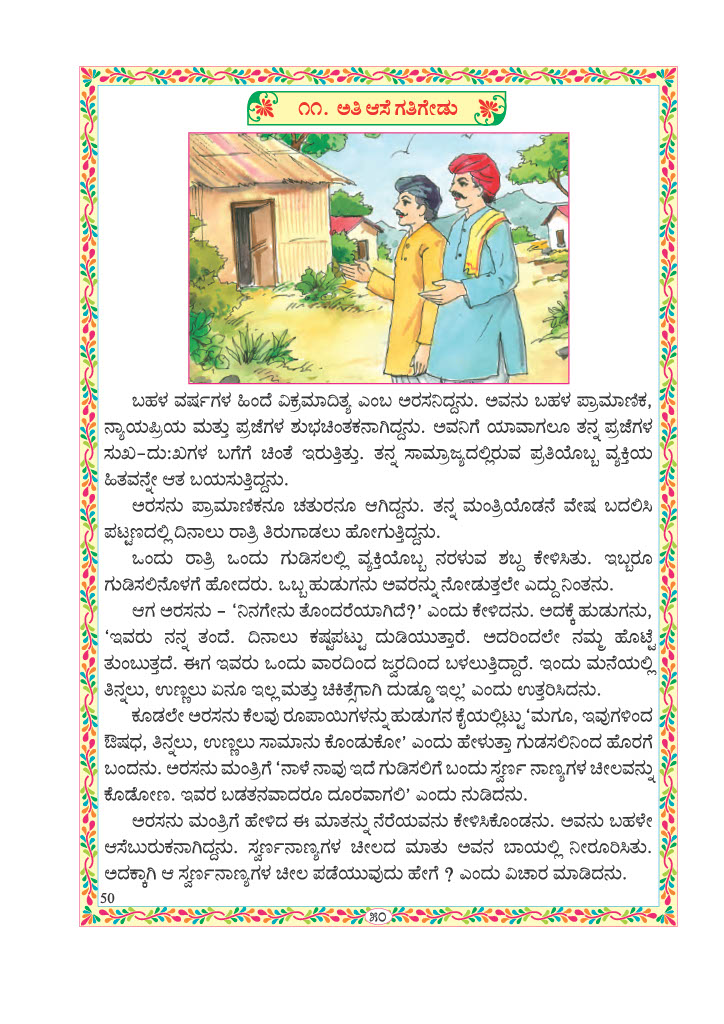 ೧೧. ಅತಿ ಆಸೆ ಗತಿಗೇಡು
ಬಹಳ ವರ್ಷಗಳ ಹಿಂದೆ ವಿಕ್ರಮಾದಿತ್ಯ ಎಂಬ ಅರಸನಿದ್ದನು. ಅವನು ಬಹಳ ಪ್ರಾಮಾಣಿಕ,
ನ್ಯಾಯಪ್ರಿಯ ಮತ್ತು ಪ್ರಜೆಗಳ ಶುಭಚಿಂತಕನಾಗಿದ್ದನು. ಅವನಿಗೆ ಯಾವಾಗಲೂ ತನ್ನ ಪ್ರಜೆಗಳ
ಸುಖ-ದು:ಖಗಳ ಬಗೆಗೆ ಚಿಂತೆ ಇರುತ್ತಿತ್ತು. ತನ್ನ ಸಾಮ್ರಾಜ್ಯದಲ್ಲಿರುವ ಪ್ರತಿಯೊಬ್ಬ ವ್ಯಕ್ತಿಯ
ಹಿತವನ್ನೇ ಆತ ಬಯಸುತ್ತಿದ್ದನು.
ಅರಸನು ಪ್ರಾಮಾಣಿಕನೂ ಚತುರನೂ ಆಗಿದ್ದನು. ತನ್ನ ಮಂತ್ರಿಯೊಡನೆ ವೇಷ ಬದಲಿಸಿ
ಪಟ್ಟಣದಲ್ಲಿ ದಿನಾಲು ರಾತ್ರಿ ತಿರುಗಾಡಲು ಹೋಗುತ್ತಿದ್ದನು.
ಒಂದು ರಾತ್ರಿ ಒಂದು ಗುಡಿಸಲಲ್ಲಿ ವ್ಯಕ್ತಿಯೊಬ್ಬ ನರಳುವ ಶಬ್ದ ಕೇಳಿಸಿತು. ಇಬ್ಬರೂ
ಗುಡಿಸಲಿನೊಳಗೆ ಹೋದರು. ಒಬ್ಬ ಹುಡುಗನು ಅವರನ್ನು ನೋಡುತ್ತಲೇ ಎದ್ದು ನಿಂತನು.
ಆಗ ಅರಸನು – ‘ನಿನಗೇನು ತೊಂದರೆಯಾಗಿದೆ?’ ಎಂದು ಕೇಳಿದನು. ಅದಕ್ಕೆ ಹುಡುಗನು,
‘ಇವರು ನನ್ನ ತಂದೆ. ದಿನಾಲು ಕಷ್ಟಪಟ್ಟು ದುಡಿಯುತ್ತಾರೆ. ಅದರಿಂದಲೇ ನಮ್ಮ ಹೊಟ್ಟೆ
ತುಂಬುತ್ತದೆ. ಈಗ ಇವರು ಒಂದು ವಾರದಿಂದ ಜ್ವರದಿಂದ ಬಳಲುತ್ತಿದ್ದಾರೆ. ಇಂದು ಮನೆಯಲ್ಲಿ
ತಿನ್ನಲು, ಉಣ್ಣಲು ಏನೂ ಇಲ್ಲ ಮತ್ತು ಚಿಕಿತ್ಸೆಗಾಗಿ ದುಡ್ಡೂ ಇಲ್ಲ’ ಎಂದು ಉತ್ತರಿಸಿದನು.
ಕೂಡಲೇ ಅರಸನು ಕೆಲವು ರೂಪಾಯಿಗಳನ್ನು ಹುಡುಗನ ಕೈಯಲ್ಲಿಟ್ಟು ‘ಮಗೂ, ಇವುಗಳಿಂದ
ಔಷಧ, ತಿನ್ನಲು, ಉಣ್ಣಲು ಸಾಮಾನು ಕೊಂಡುಕೋ’ ಎಂದು ಹೇಳುತ್ತಾ ಗುಡಸಲಿನಿಂದ ಹೊರಗೆ
ಬಂದನು. ಅರಸನು ಮಂತ್ರಿಗೆ ‘ನಾಳೆ ನಾವು ಇದೆ ಗುಡಿಸಲಿಗೆ ಬಂದು ಸ್ವರ್ಣ ನಾಣ್ಯಗಳ ಚೀಲವನ್ನು
ಕೊಡೋಣ. ಇವರ ಬಡತನವಾದರೂ ದೂರವಾಗಲಿ’ ಎಂದು ನುಡಿದನು.
ಅರಸನು ಮಂತ್ರಿಗೆ ಹೇಳಿದ ಈ ಮಾತನ್ನು ನೆರೆಯವನು ಕೇಳಿಸಿಕೊಂಡನು. ಅವನು ಬಹಳೇ
ಆಸೆಬುರುಕನಾಗಿದ್ದನು. ಸ್ವರ್ಣನಾಣ್ಯಗಳ ಚೀಲದ ಮಾತು ಅವನ ಬಾಯಲ್ಲಿ ನೀರೂರಿಸಿತು.
ಅದಕ್ಕಾಗಿ ಆ ಸ್ವರ್ಣನಾಣ್ಯಗಳ ಚೀಲ ಪಡೆಯುವುದು ಹೇಗೆ ? ಎಂದು ವಿಚಾರ ಮಾಡಿದನು.
50
೫೦